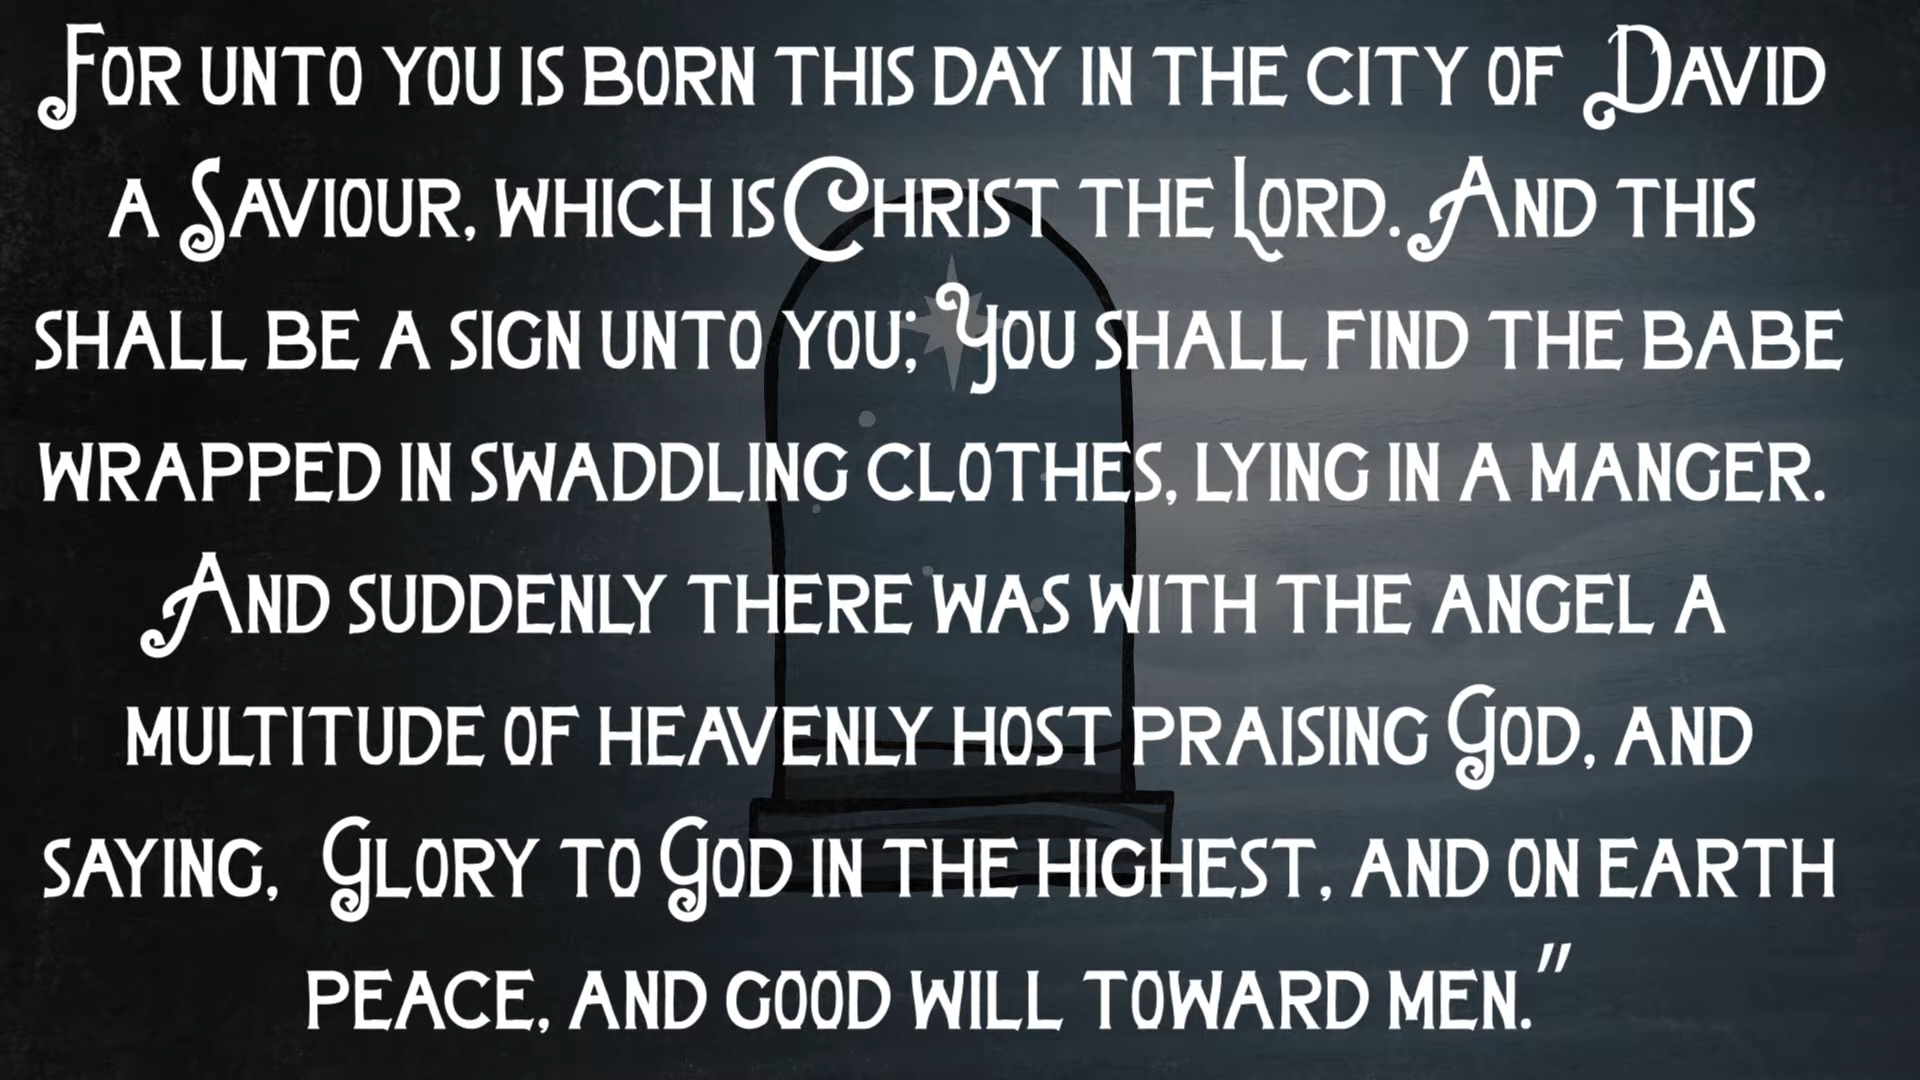 For unto you is born this day in the city of David
a Saviour, which is Christ the Lord. And this
shall be a sign unto you; You shall find the babe
wrapped in swaddling clothes, lying in a manger.
And suddenly there was with the angel a
multitude of heavenly host praising God, and
saying, Glory to God in the highest, and on earth
peace, and good will toward men."